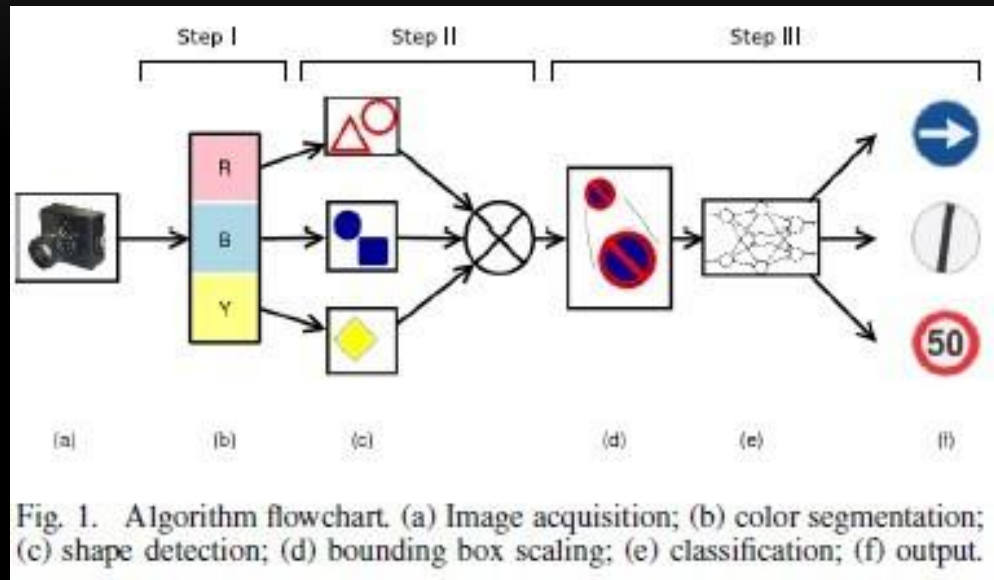 Step I Step II Step III
R
B
Y
50
(a) (b) (c) (d) (e) (f)
Fig. 1. Algorithm flowchart. (a) Image acquisition; (b) color segmentation;
(c) shape detection; (d) bounding box scaling; (e) classification; (f) output.